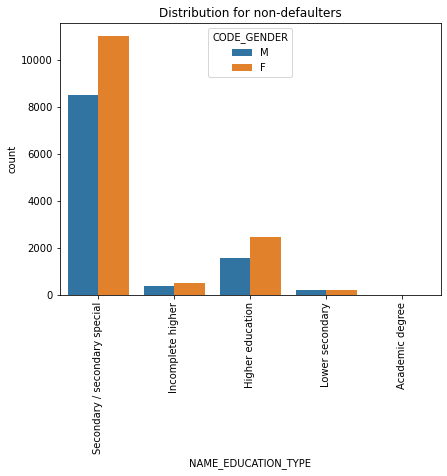 Distribution for non-defaulters
CODE_GENDER
M
F
count
10000
8000
6000
4000
2000
0
Secondary / secondary special
Incomplete higher
Higher education
Lower secondary
Academic degree
NAME_EDUCATION_TYPE